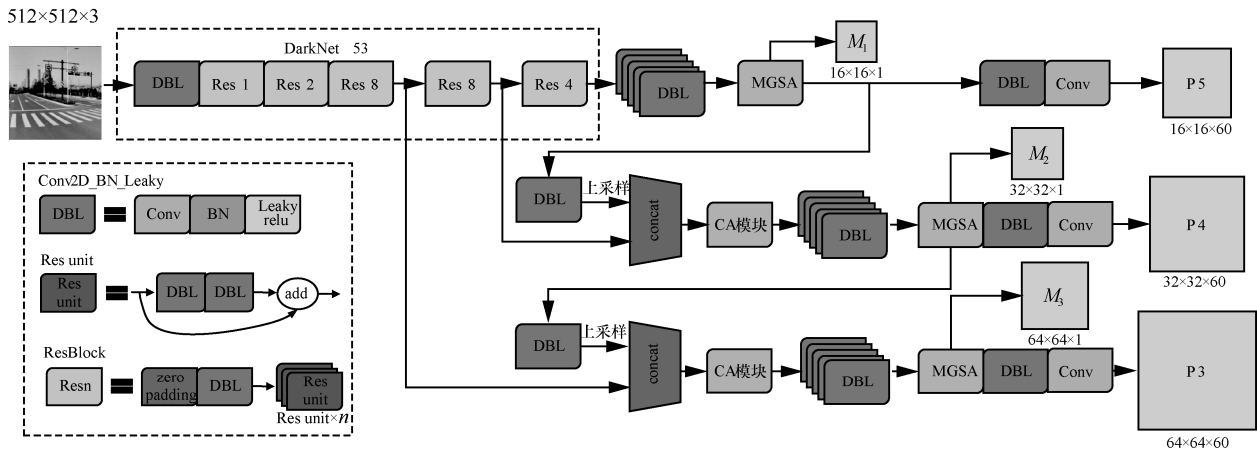 512×512×3
DarkNet 53
DBL
Res 1
Res 2
Res 8
Res 8
Res 4
DBL
MGSA
M1
16×16×1
DBL
Conv
P 5
16×16×60
DBL
上采样
concat
CA模块
DBL
MGSA
DBL
Conv
M2
32×32×1
P 4
32×32×60
DBL
上采样
concat
CA模块
DBL
MGSA
DBL
Conv
M3
64×64×1
P 3
64×64×60
Conv2D_BN_Leaky
DBL
Conv
BN
Leaky
relu
Res unit
Res
unit
DBL
DBL
add
ResBlock
Resn
zero
padding
DBL
Res
unit
Res unit×n